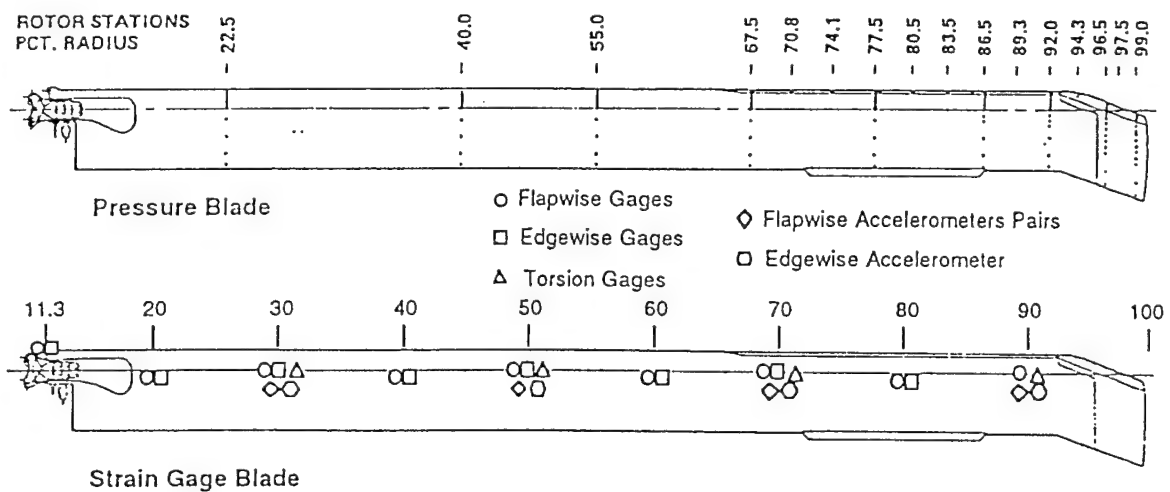 ROTOR STATIONS
PCT. RADIUS
22.5
40.0
55.0
67.5
70.8
74.1
77.5
80.5
83.5
86.5
89.3
92.0
94.3
96.5
97.5
99.0
Pressure Blade
Flapwise Gages
Edgewise Gages
Torsion Gages
Flapwise Accelerometers Pairs
Edgewise Accelerometer
11.3 20 30 40 50 60 70 80 90 100
Strain Gage Blade